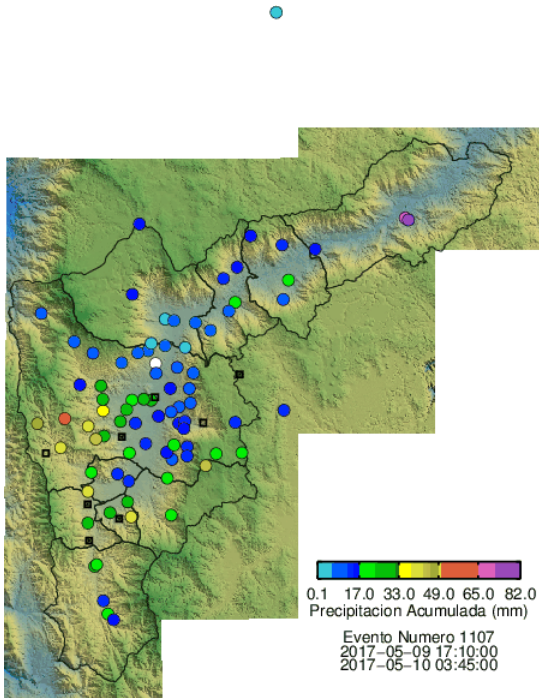 0.1 17.0 33.0 49.0 65.0 82.0
Precipitacion Acumulada (mm)
Evento Numero 1107
2017-05-09 17:10:00
2017-05-10 03:45:00